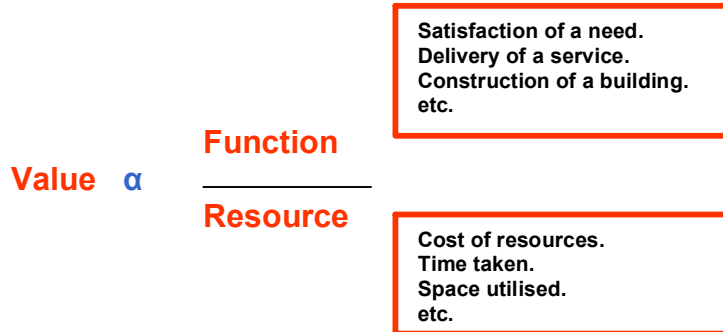 Satisfaction of a need.
Delivery of a service.
Construction of a building.
etc.
Function
Value α
Resource
Cost of resources.
Time taken.
Space utilised.
etc.